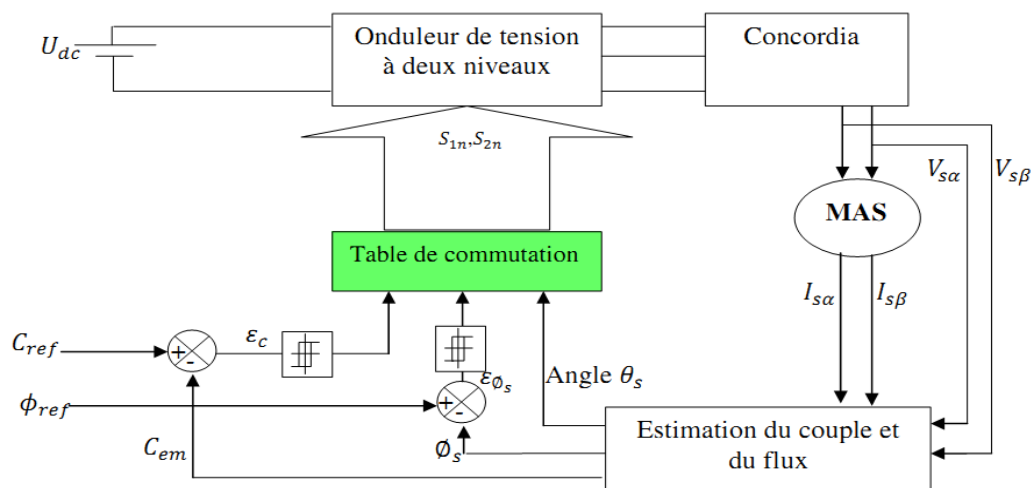 U_dc
Onduleur de tension
à deux niveaux
Concordia
S_1n,S_2n
V_sα
V_sβ
MAS
Table de commutation
I_sα
I_sβ
C_ref
+
-
ε_c
ε_∅s
Angle θ_s
ϕ_ref
+
-
C_em
∅_s
Estimation du couple et
du flux